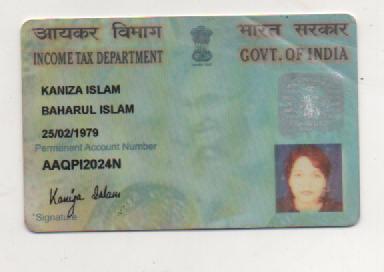 आयकर विभाग
भारत सरकार
INCOME TAX DEPARTMENT
GOVT. OF INDIA
KANIZA ISLAM
BAHARUL ISLAM
25/02/1979
Permanent Account Number
AAQPI2024N
Kaniza Islam
Signature